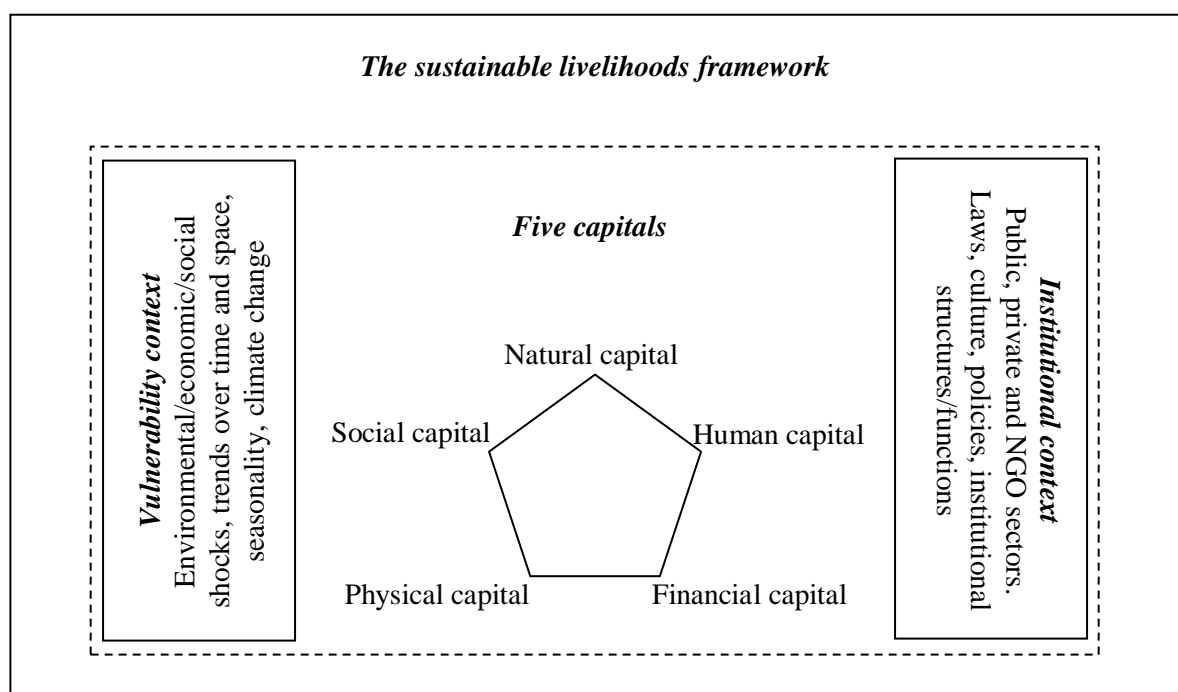 The sustainable livelihoods framework
Vulnerability context
Environmental/economic/social
shocks, trends over time and space,
seasonality, climate change
Five capitals
Natural capital
Social capital
Human capital
Physical capital
Financial capital
Institutional context
Public, private and NGO sectors.
Laws, culture, policies, institutional
structures/functions